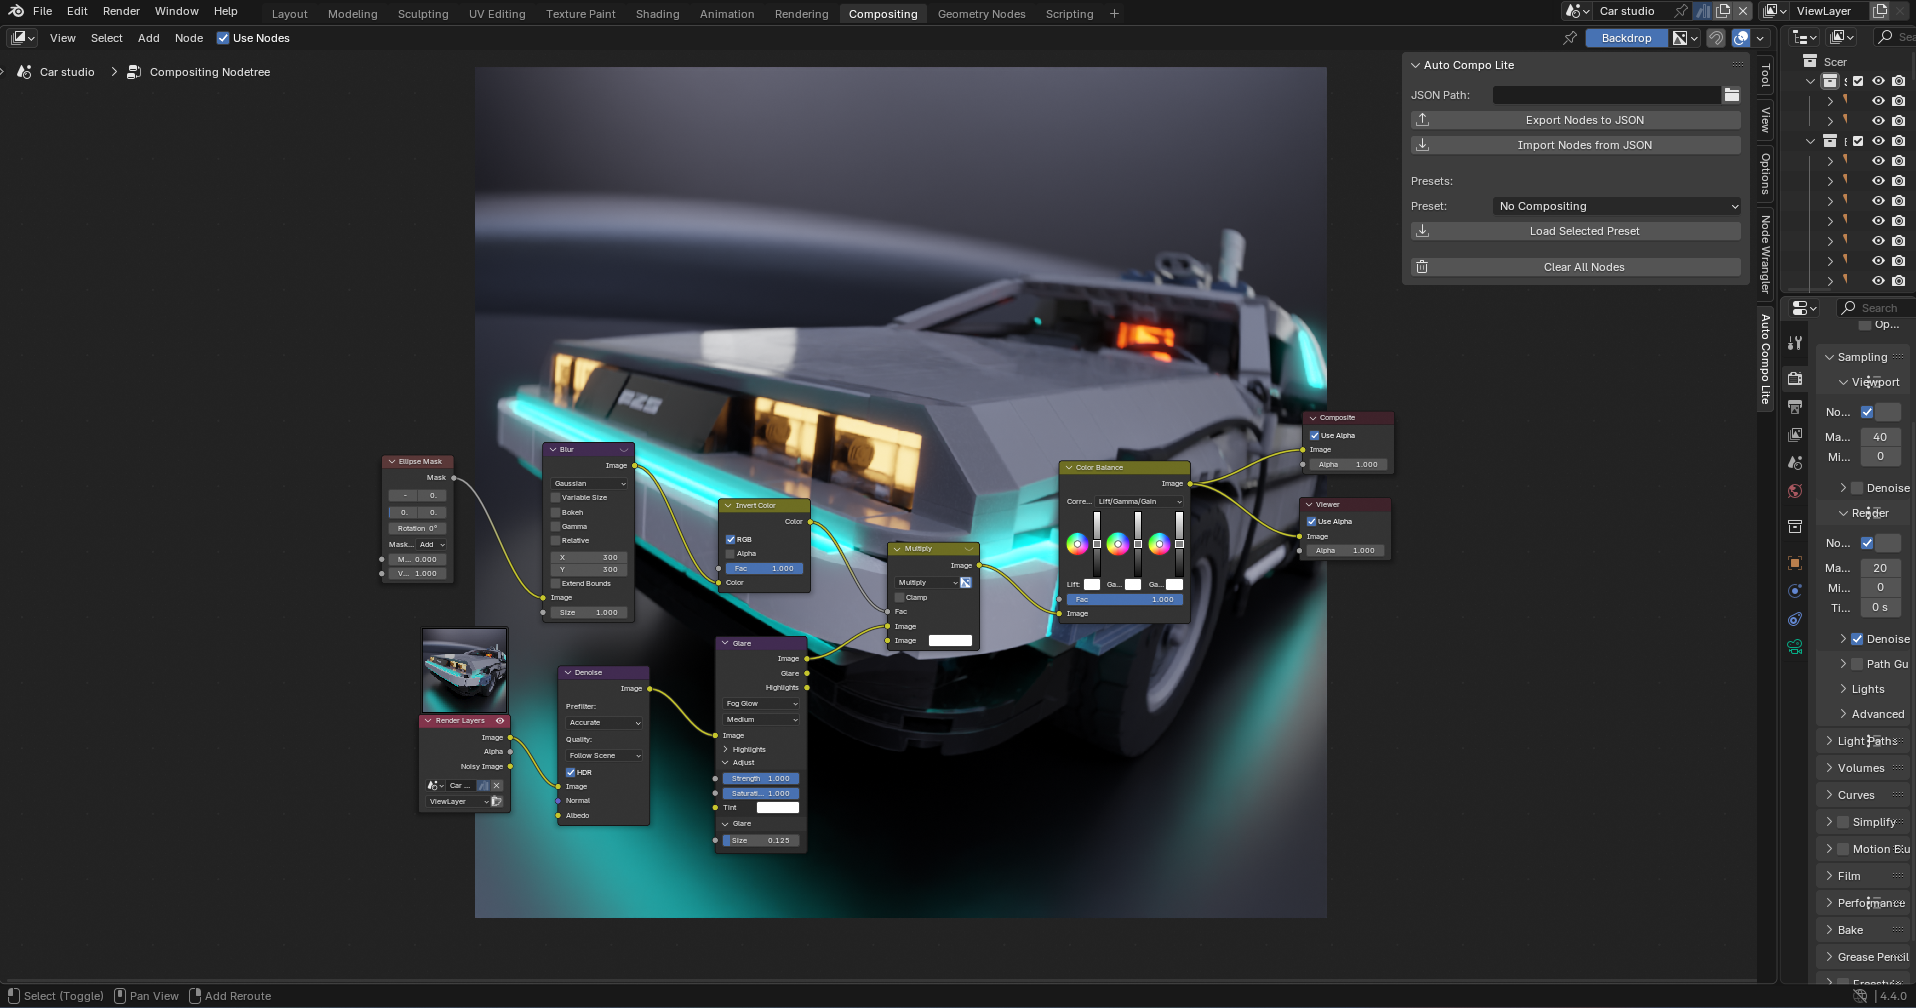 File Edit Render Window Help
Layout Modeling Sculpting UV Editing Texture Paint Shading Animation Rendering Compositing Geometry Nodes Scripting +
Car studio
ViewLayer
View Select Add Node Use Nodes
Backdrop
Car studio > Compositing Nodetree
Auto Compo Lite
JSON Path:
Export Nodes to JSON
Import Nodes from JSON
Presets:
Preset: No Compositing
Load Selected Preset
Clear All Nodes
Tool
View
Options
Node Wrangler
Auto Compo Lite
Ellipse Mask
Mask
- 0.
0. 0.
Rotation 0°
Mask... Add
M... 0.000
V... 1.000
Blur
Image
Gaussian
Variable Size
Bokeh
Gamma
Relative
X 300
Y 300
Extend Bounds
Image
Size 1.000
Invert Color
Color
RGB
Alpha
Fac 1.000
Color
Multiply
Image
Multiply
Clamp
Fac
Image
Image
Color Balance
Image
Corre... Lift/Gamma/Gain
Lift: Ga... Ga...
Fac 1.000
Image
Composite
Use Alpha
Image
Alpha 1.000
Viewer
Use Alpha
Image
Alpha 1.000
Render Layers
Image
Alpha
Noisy Image
Car ...
ViewLayer
Denoise
Image
Prefilter:
Accurate
Quality:
Follow Scene
HDR
Image
Normal
Albedo
Glare
Image
Glare
Highlights
Fog Glow
Medium
Image
Highlights
Adjust
Strength 1.000
Saturati... 1.000
Tint
Glare
Size 0.125
Scer
Search
Op...
Sampling
Viewport
No...
Ma... 40
Mi... 0
Denoise
Render
No...
Ma... 20
Mi... 0
Ti... 0 s
Denoise
Path Gu
Lights
Advanced
Light Paths
Volumes
Curves
Simplify
Motion Blu
Film
Performance
Bake
Grease Pencil
Select (Toggle) Pan View Add Reroute
4.4.0